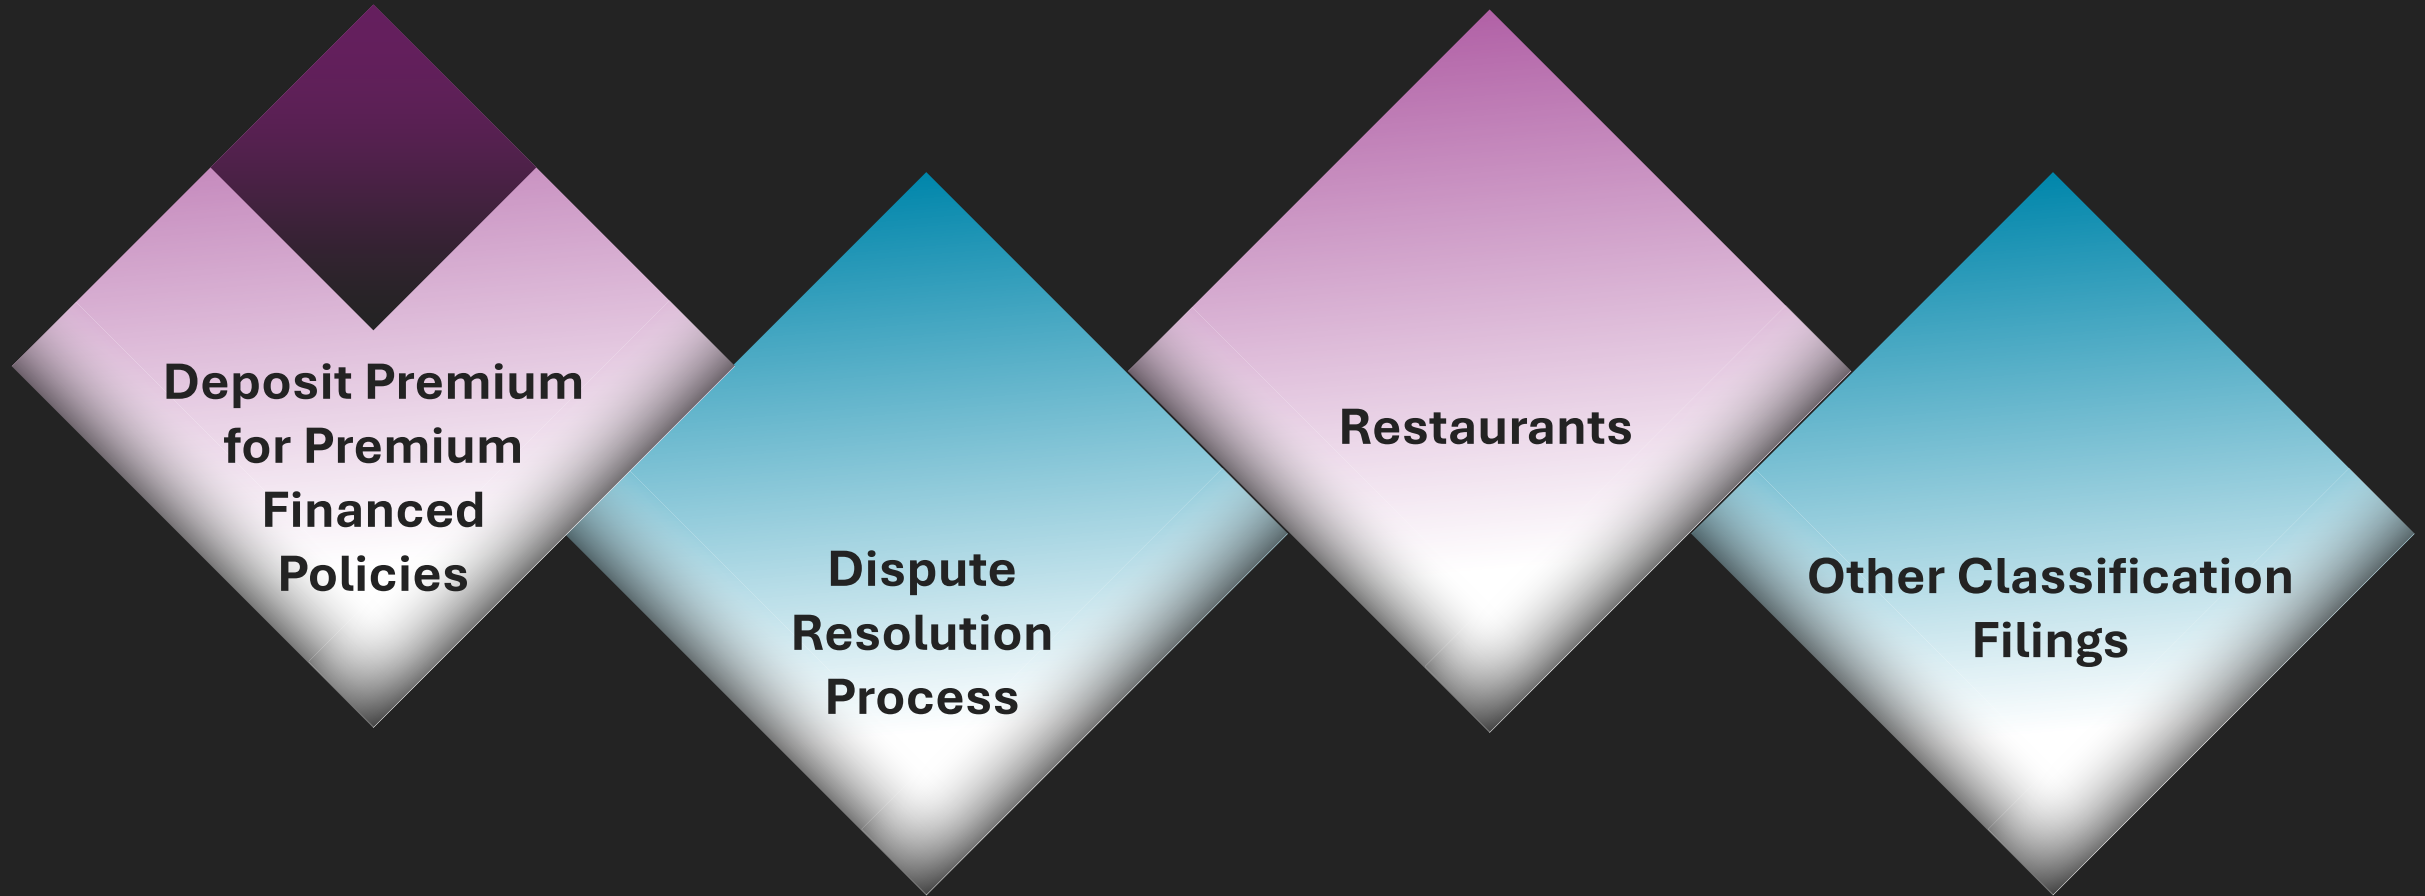 Deposit Premium
for Premium
Financed
Policies
Dispute
Resolution
Process
Restaurants
Other Classification
Filings